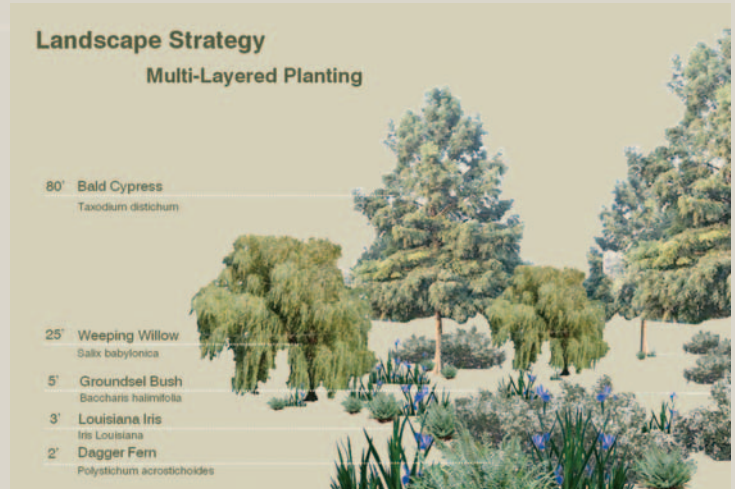 Landscape Strategy
Multi-Layered Planting
80' Bald Cypress
Taxodium distichum
25' Weeping Willow
Salix babylonica
5' Groundsel Bush
Baccharis halimifolia
3' Louisiana Iris
Iris Louisiana
2' Dagger Fern
Polystichum acrostichoides